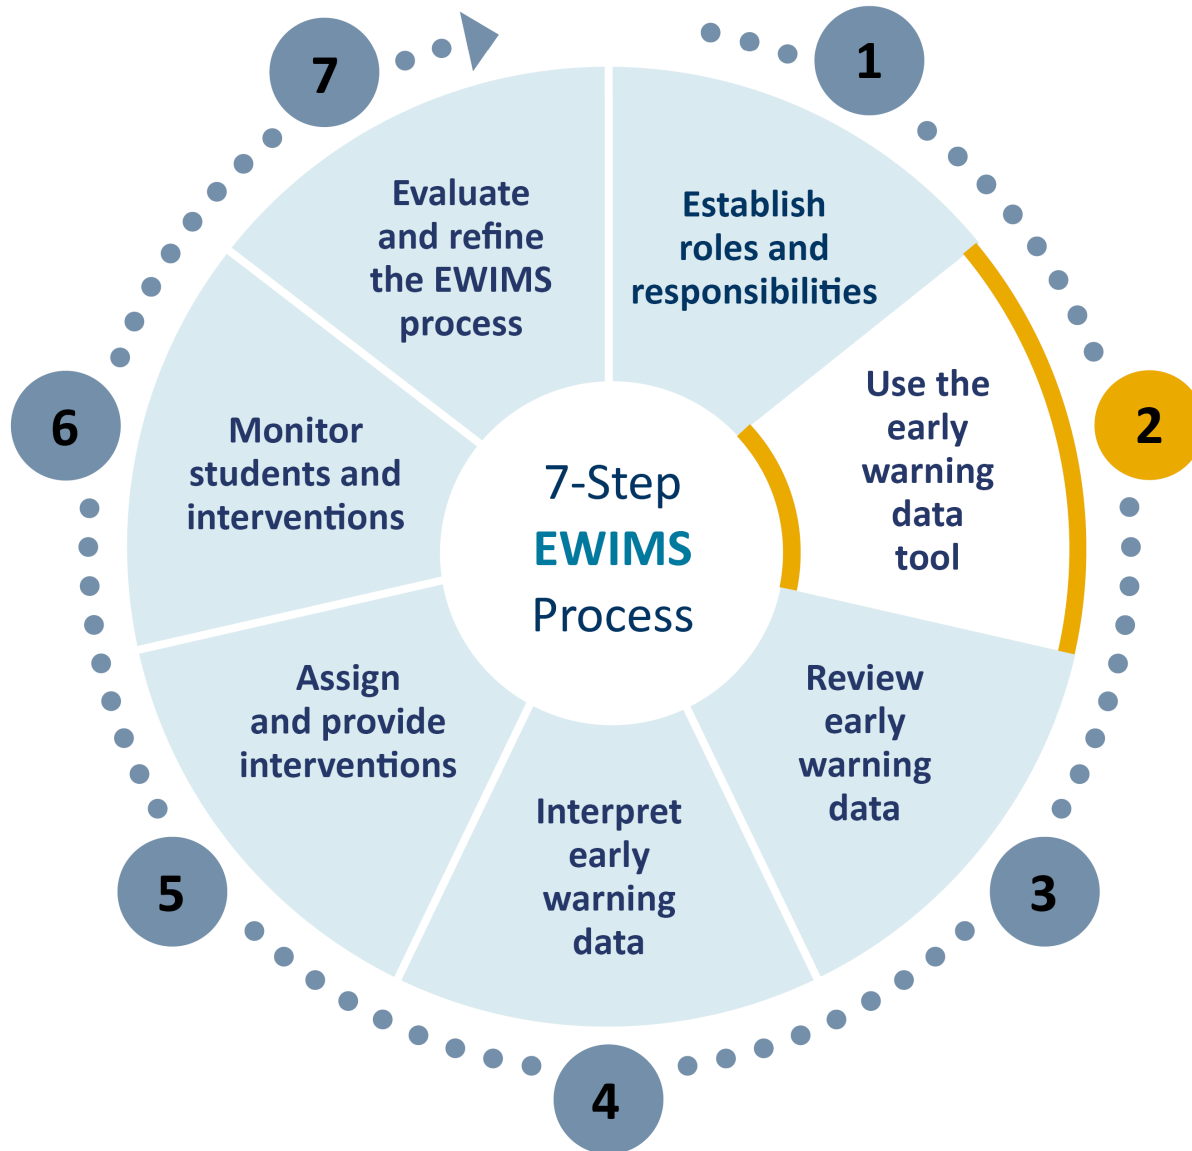 7-Step
EWIMS
Process
1
Establish
roles and
responsibilities
2
Use the
early
warning
data
tool
3
Review
early
warning
data
4
Interpret
early
warning
data
5
Assign
and provide
interventions
6
Monitor
students and
interventions
7
Evaluate
and refine
the EWIMS
process